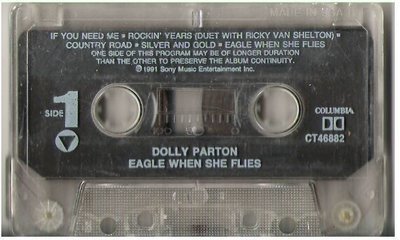 IF YOU NEED ME • ROCKIN' YEARS (DUET WITH RICKY VAN SHELTON) •
COUNTRY ROAD • SILVER AND GOLD • EAGLE WHEN SHE FLIES
ONE SIDE OF THIS PROGRAM MAY BE OF LONGER DURATION
THAN THE OTHER TO PRESERVE THE ALBUM CONTINUITY.
℗ 1991 Sony Music Entertainment Inc.
SIDE 1
COLUMBIA
CT46882
DOLLY PARTON
EAGLE WHEN SHE FLIES